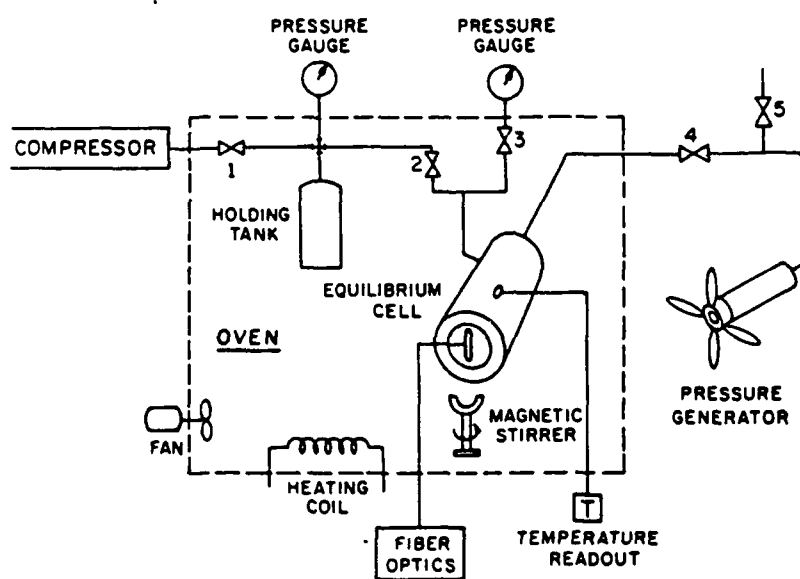 PRESSURE
GAUGE
PRESSURE
GAUGE
COMPRESSOR
1
2
3
4
5
HOLDING
TANK
EQUILIBRIUM
CELL
OVEN
FAN
HEATING
COIL
MAGNETIC
STIRRER
PRESSURE
GENERATOR
FIBER
OPTICS
T
TEMPERATURE
READOUT